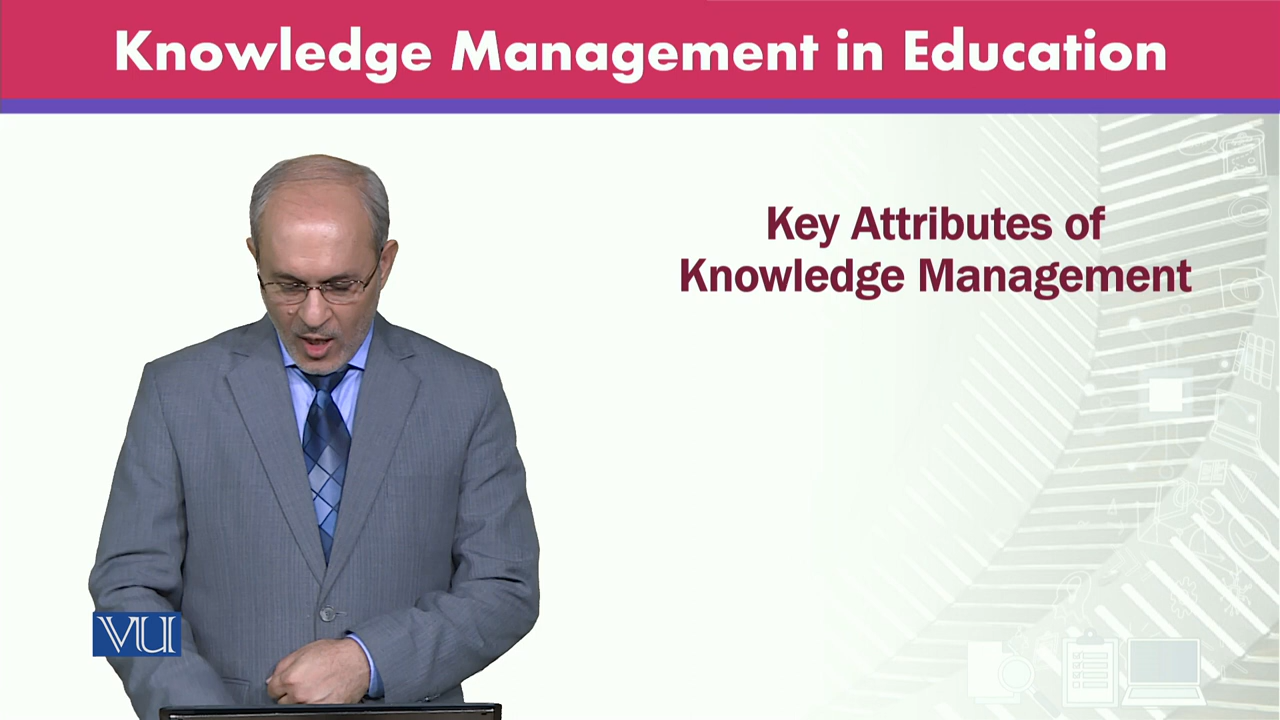 Knowledge Management in Education
Key Attributes of
Knowledge Management
VU